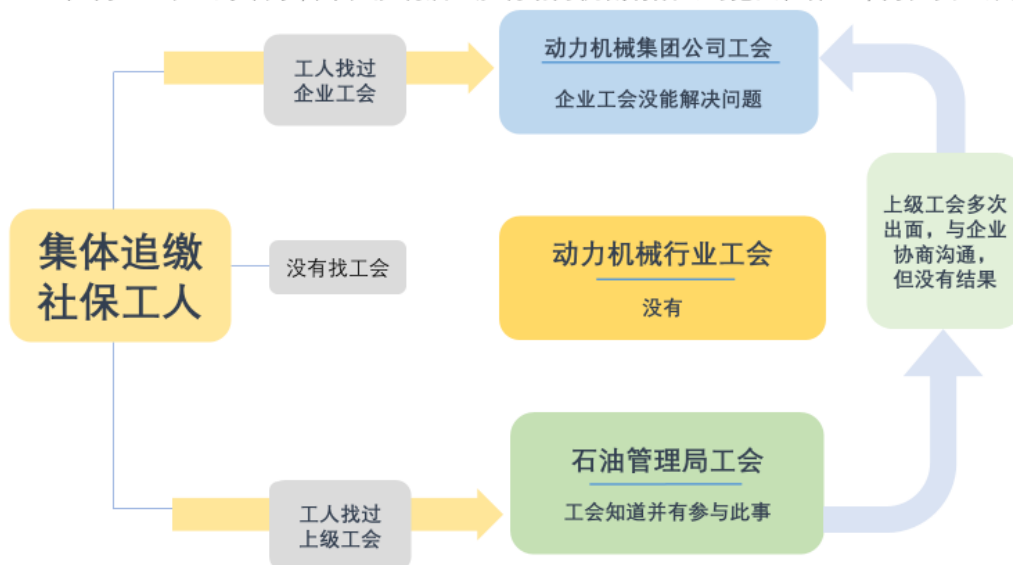 工人找过
企业工会
动力机械集团公司工会
企业工会没能解决问题
集体追缴
社保工人
没有找工会
动力机械行业工会
没有
上级工会多次
出面，与企业
协商沟通，
但没有结果
工人找过
上级工会
石油管理局工会
工会知道并有参与此事